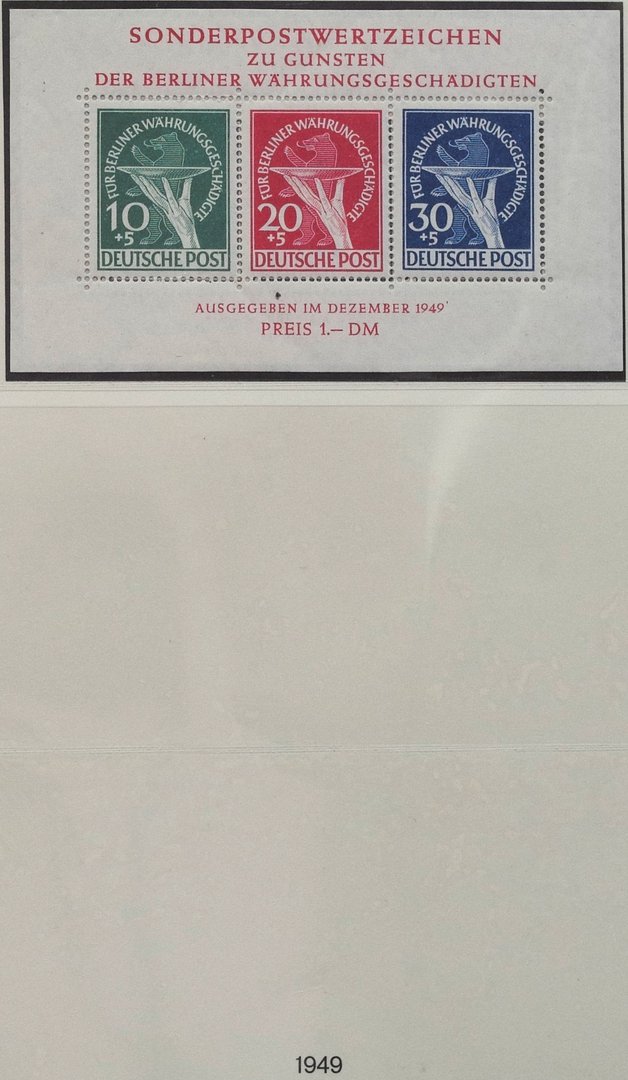 SONDERPOSTWERTZEICHEN
ZU GUNSTEN
DER BERLINER WÄHRUNGSGESCHÄDIGTEN
FÜR BERLINER WÄHRUNGSGESCHÄDIGTE
10
+5
DEUTSCHE POST
FÜR BERLINER WÄHRUNGSGESCHÄDIGTE
20
+5
DEUTSCHE POST
FÜR BERLINER WÄHRUNGSGESCHÄDIGTE
30
+5
DEUTSCHE POST
AUSGEGEBEN IM DEZEMBER 1949
PREIS 1.— DM
1949